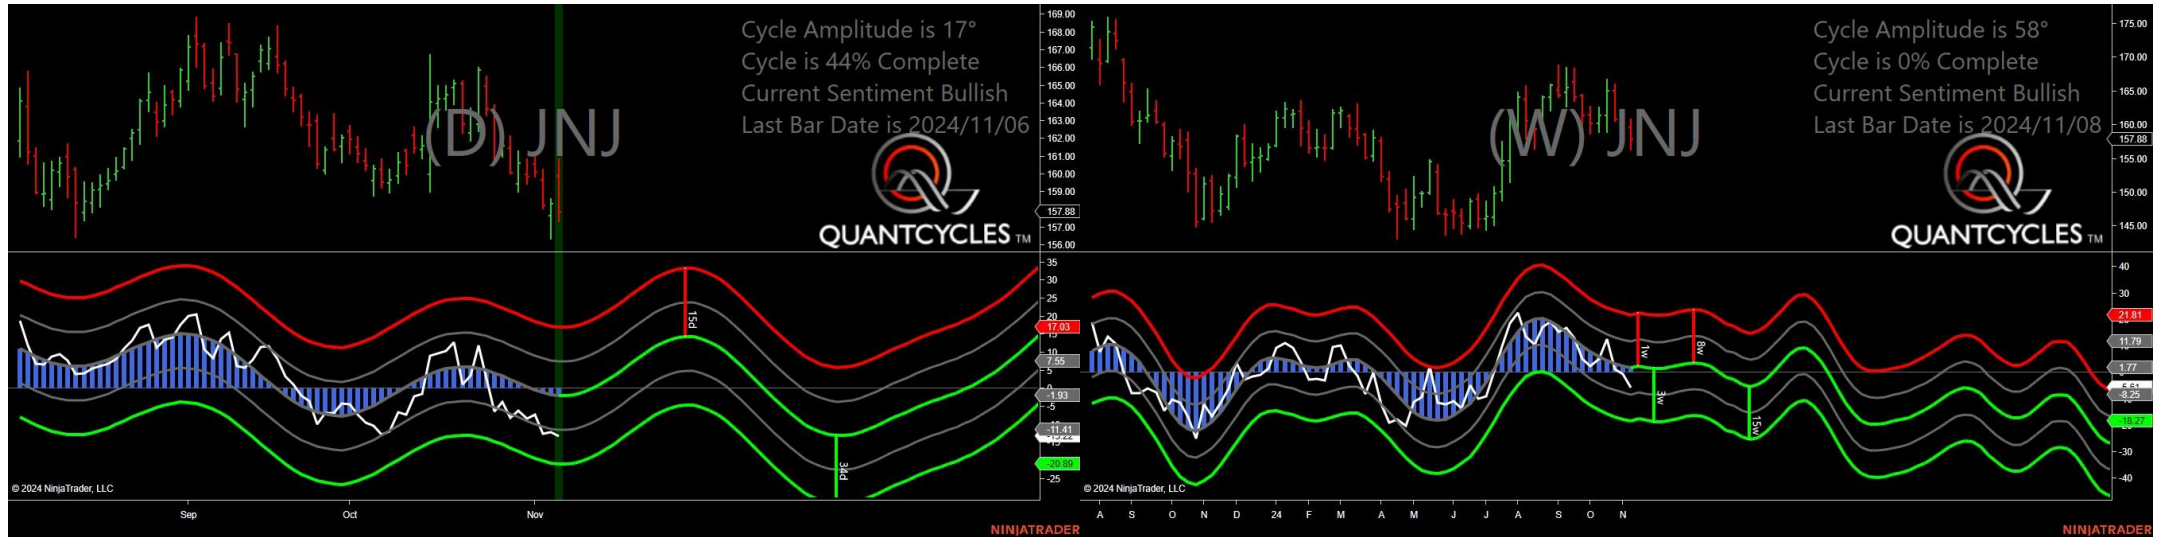 Cycle Amplitude is 17°
Cycle is 44% Complete
Current Sentiment Bullish
Last Bar Date is 2024/11/06
(D) JNJ
QUANTCYCLES TM
169.00
168.00
167.00
166.00
165.00
164.00
163.00
162.00
161.00
160.00
159.00
157.88
157.00
156.00
35
30
25
20
17.03
10
7.55
5
0
-1.93
-5
-11.41
-20.89
-25
15d
34d
© 2024 NinjaTrader, LLC
Sep
Oct
Nov
NINJATRADER
Cycle Amplitude is 58°
Cycle is 0% Complete
Current Sentiment Bullish
Last Bar Date is 2024/11/08
(W) JNJ
QUANTCYCLES TM
175.00
170.00
165.00
160.00
157.88
155.00
150.00
145.00
40
30
21.81
11.79
1.77
-8.25
-18.27
-30
-40
1w
8w
3w
15w
© 2024 NinjaTrader, LLC
A S O N D 24 F M A M J J A S O N
NINJATRADER